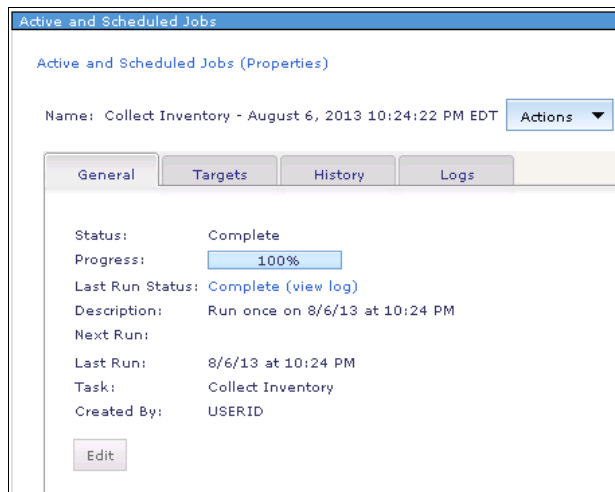 Active and Scheduled Jobs
Active and Scheduled Jobs (Properties)
Name: Collect Inventory - August 6, 2013 10:24:22 PM EDT Actions
General Targets History Logs
Status: Complete
Progress: 100%
Last Run Status: Complete (view log)
Description: Run once on 8/6/13 at 10:24 PM
Next Run:
Last Run: 8/6/13 at 10:24 PM
Task: Collect Inventory
Created By: USERID
Edit